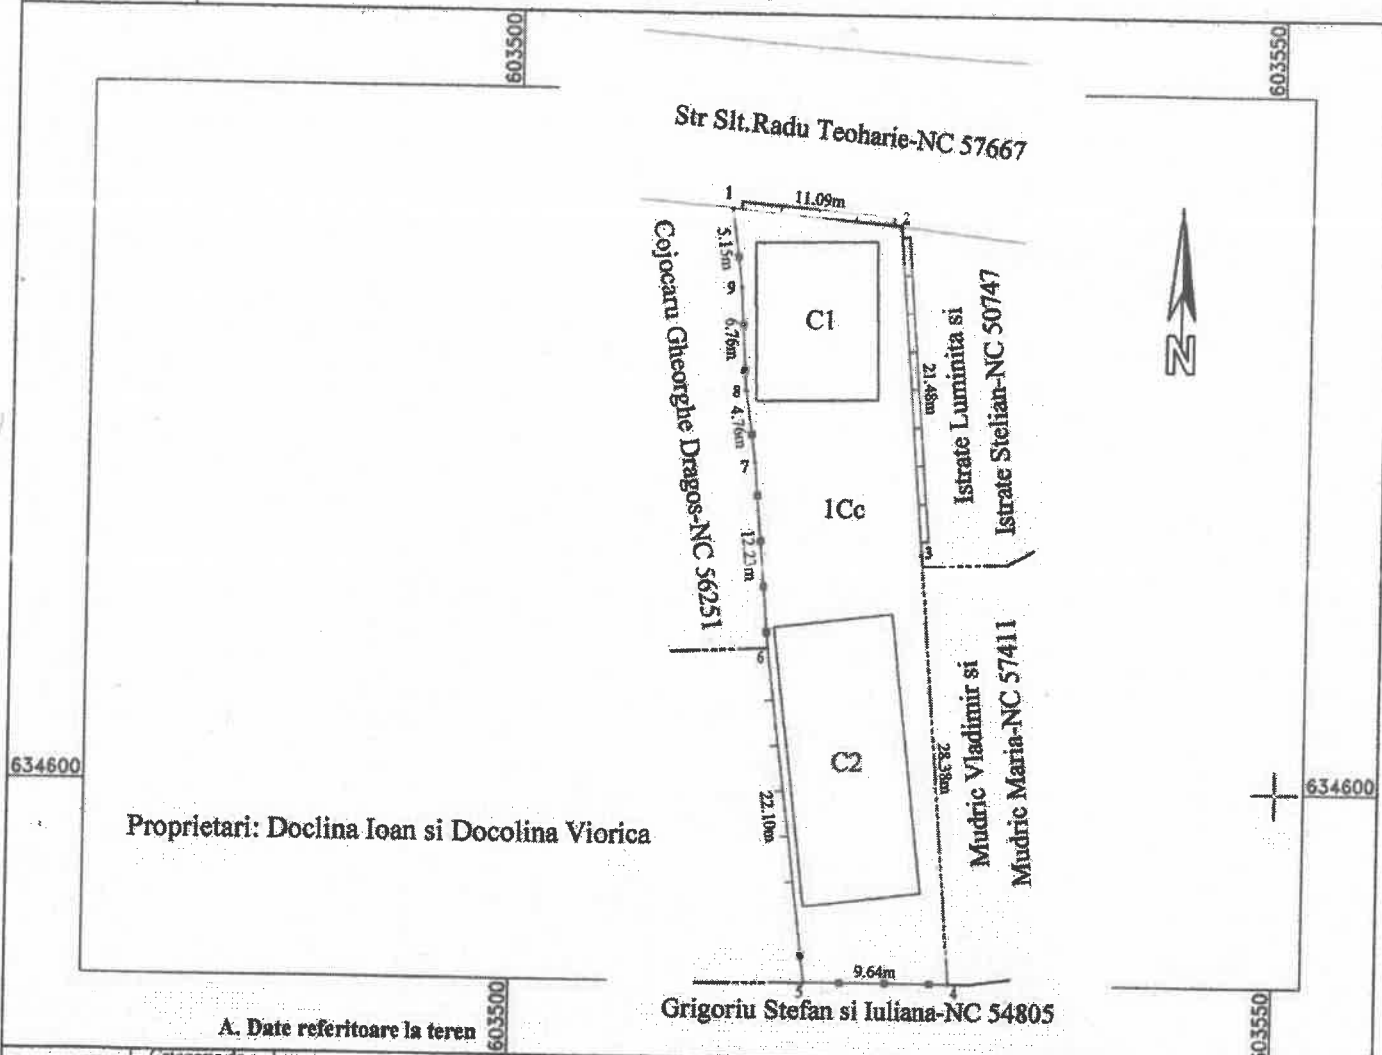 603500
603550
Str Slt.Radu Teoharie-NC 57667
1
11.09m
2
5.15m
9
6.76m
8
4.76m
7
12.23m
Cojocaru Gheorghe Dragos-NC 56251
C1
1Cc
21.48m
Istrate Luminita si
Istrate Stelian-NC 50747
N
3
6
C2
22.10m
28.38m
Mudric Vladimir si
Mudric Maria-NC 57411
634600
634600
Proprietari: Doclina Ioan si Docolina Viorica
9.64m
5
4
Grigoriu Stefan si Iuliana-NC 54805
603500
603550
A. Date referitoare la teren